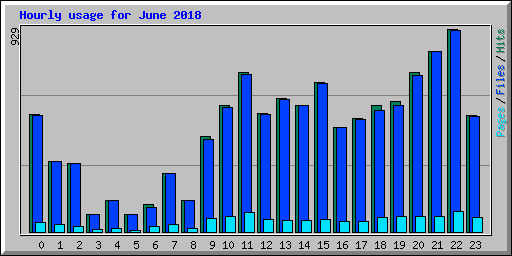 Hourly usage for June 2018
929
Pages/Files/Hits
0 1 2 3 4 5 6 7 8 9 10 11 12 13 14 15 16 17 18 19 20 21 22 23